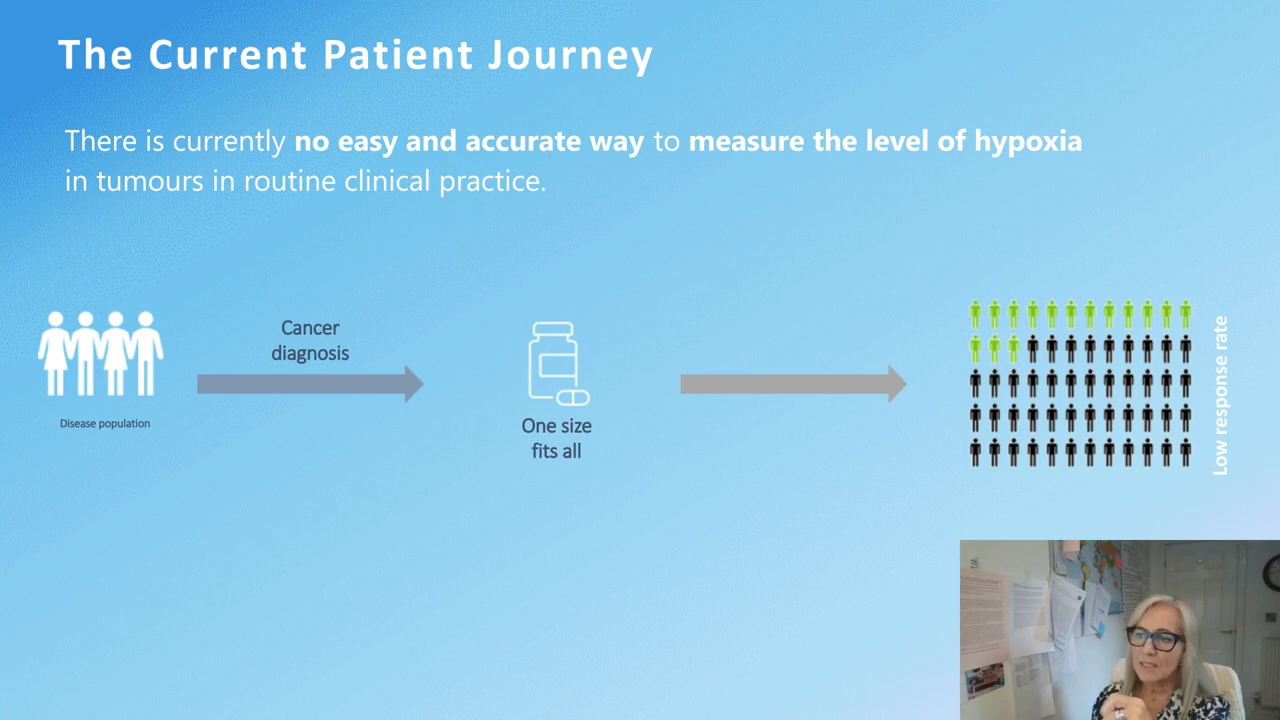 The Current Patient Journey
There is currently no easy and accurate way to measure the level of hypoxia
in tumours in routine clinical practice.
Cancer
diagnosis
Disease population
One size
fits all
Low response rate